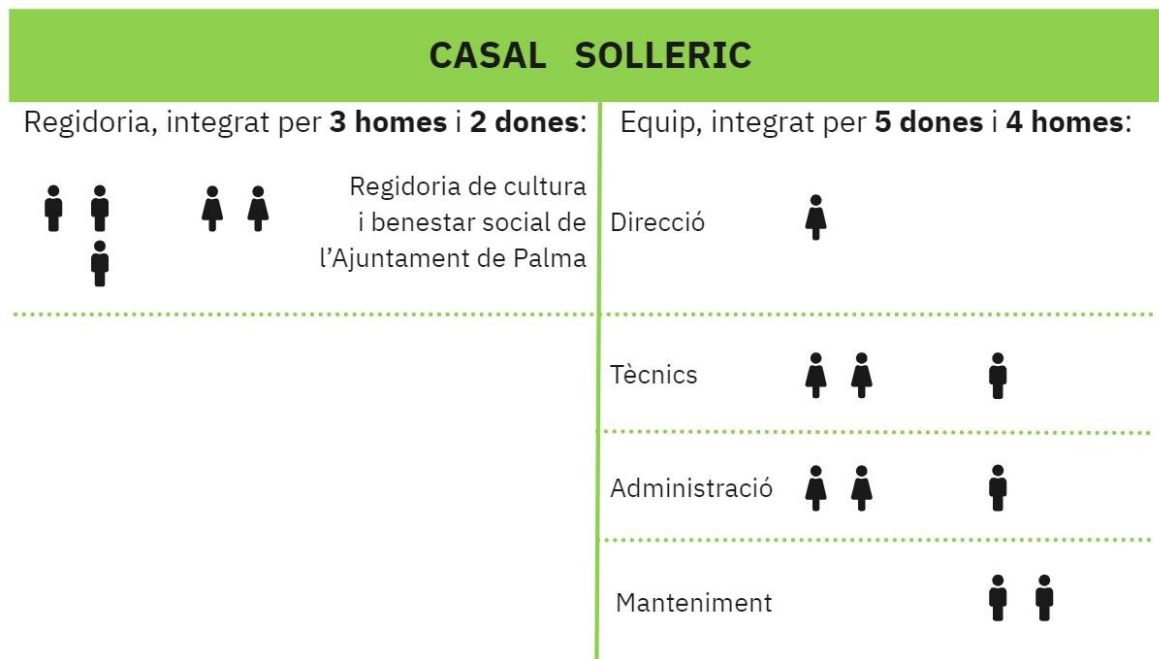 CASAL SOLLERIC
Regidoria, integrat per 3 homes i 2 dones:
Regidoria de cultura
i benestar social de
l’Ajuntament de Palma
Equip, integrat per 5 dones i 4 homes:
Direcció
Tècnics
Administració
Manteniment